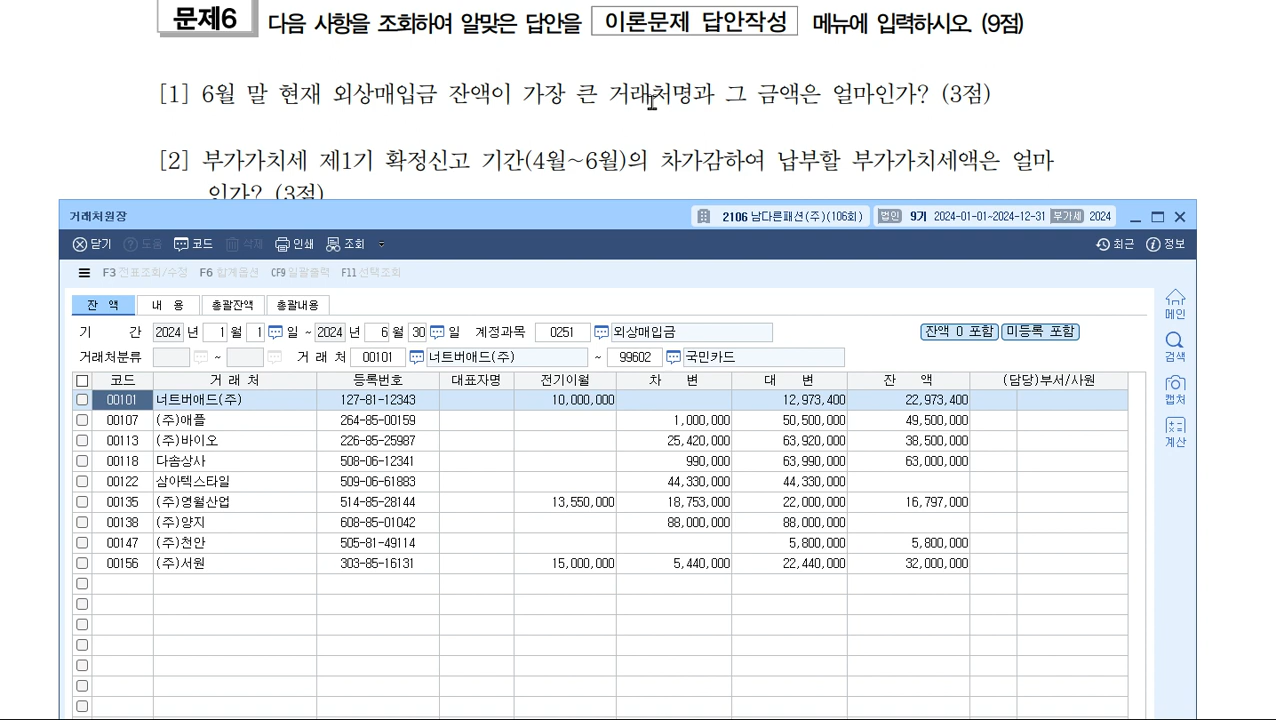 문제6 다음 사항을 조회하여 알맞은 답안을 이론문제 답안작성 메뉴에 입력하시오. (9점)
[1] 6월 말 현재 외상매입금 잔액이 가장 큰 거래처명과 그 금액은 얼마인가? (3점)
[2] 부가가치세 제1기 확정신고 기간(4월~6월)의 차가감하여 납부할 부가가치세액은 얼마
인가? (3점)
거래처원장 2106 남다른패션(주)(106회) 법인 9기 2024-01-01~2024-12-31 부가세 2024
닫기 도움 코드 삭제 인쇄 조회 최근 정보
F3 전표조회/수정 F6 합계옵션 CF9 일괄출력 F11 선택조회
잔 액 내 용 총괄잔액 총괄내용
메인
기 간 2024 년 1 월 1 일 ~ 2024 년 6 월 30 일 계정과목 0251 외상매입금 잔액 0 포함 미등록 포함
거래처분류 ~ 거 래 처 00101 너트버애드(주) ~ 99602 국민카드
검색
코드 거 래 처 등록번호 대표자명 전기이월 차 변 대 변 잔 액 (담당)부서/사원
00101 너트버애드(주) 127-81-12343 10,000,000 12,973,400 22,973,400
캡처
00107 (주)애플 264-85-00159 1,000,000 50,500,000 49,500,000
00113 (주)바이오 226-85-25987 25,420,000 63,920,000 38,500,000
계산
00118 다솜상사 508-06-12341 990,000 63,990,000 63,000,000
00122 삼아텍스타일 509-06-61883 44,330,000 44,330,000
00135 (주)영월산업 514-85-28144 13,550,000 18,753,000 22,000,000 16,797,000
00138 (주)양지 608-85-01042 88,000,000 88,000,000
00147 (주)천안 505-81-49114 5,800,000 5,800,000
00156 (주)서원 303-85-16131 15,000,000 5,440,000 22,440,000 32,000,000